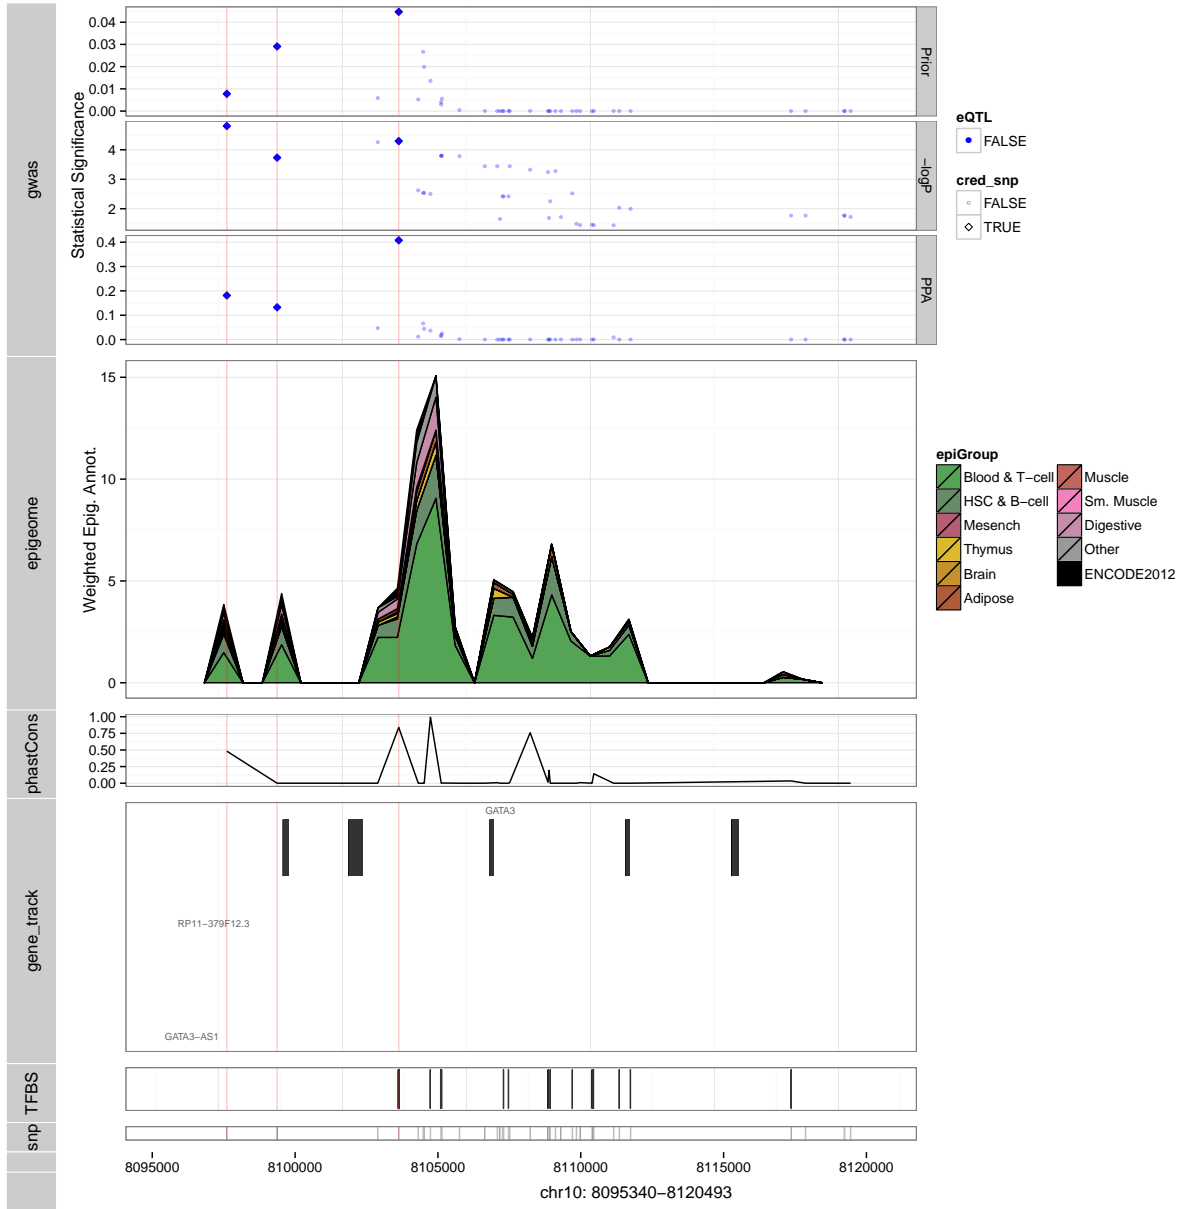 gwas
Statistical Significance
0.04
0.03
0.02
0.01
0.00
Prior
4
3
2
−logP
0.4
0.3
0.2
0.1
0.0
PPA
eQTL
FALSE
cred_snp
FALSE
TRUE
epigeome
Weighted Epig. Annot.
15
10
5
0
epiGroup
Blood & T−cell
HSC & B−cell
Mesench
Thymus
Brain
Adipose
Muscle
Sm. Muscle
Digestive
Other
ENCODE2012
phastCons
1.00
0.75
0.50
0.25
0.00
gene_track
GATA3
RP11−379F12.3
GATA3−AS1
TFBS
snp
8095000 8100000 8105000 8110000 8115000 8120000
chr10: 8095340−8120493